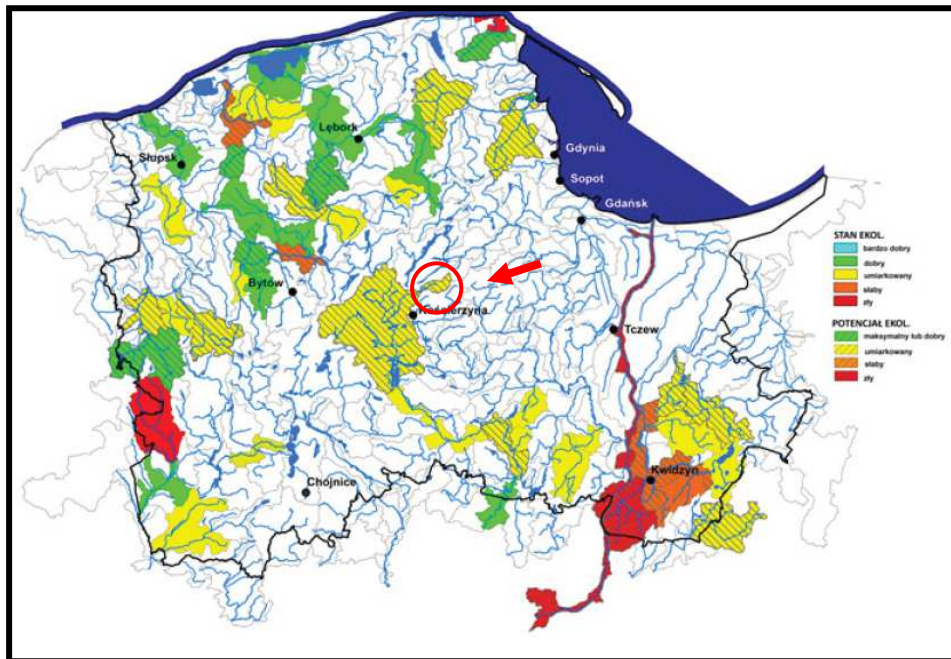 Lębork
Gdynia
Słupsk
Sopot
Gdańsk
STAN EKOL.
bardzo dobry
dobry
umiarkowany
słaby
zły
Bytów
Kościerzyna
POTENCJAŁ EKOL.
maksymalny lub dobry
umiarkowany
słaby
zły
Tczew
Kwidzyn
Chojnice